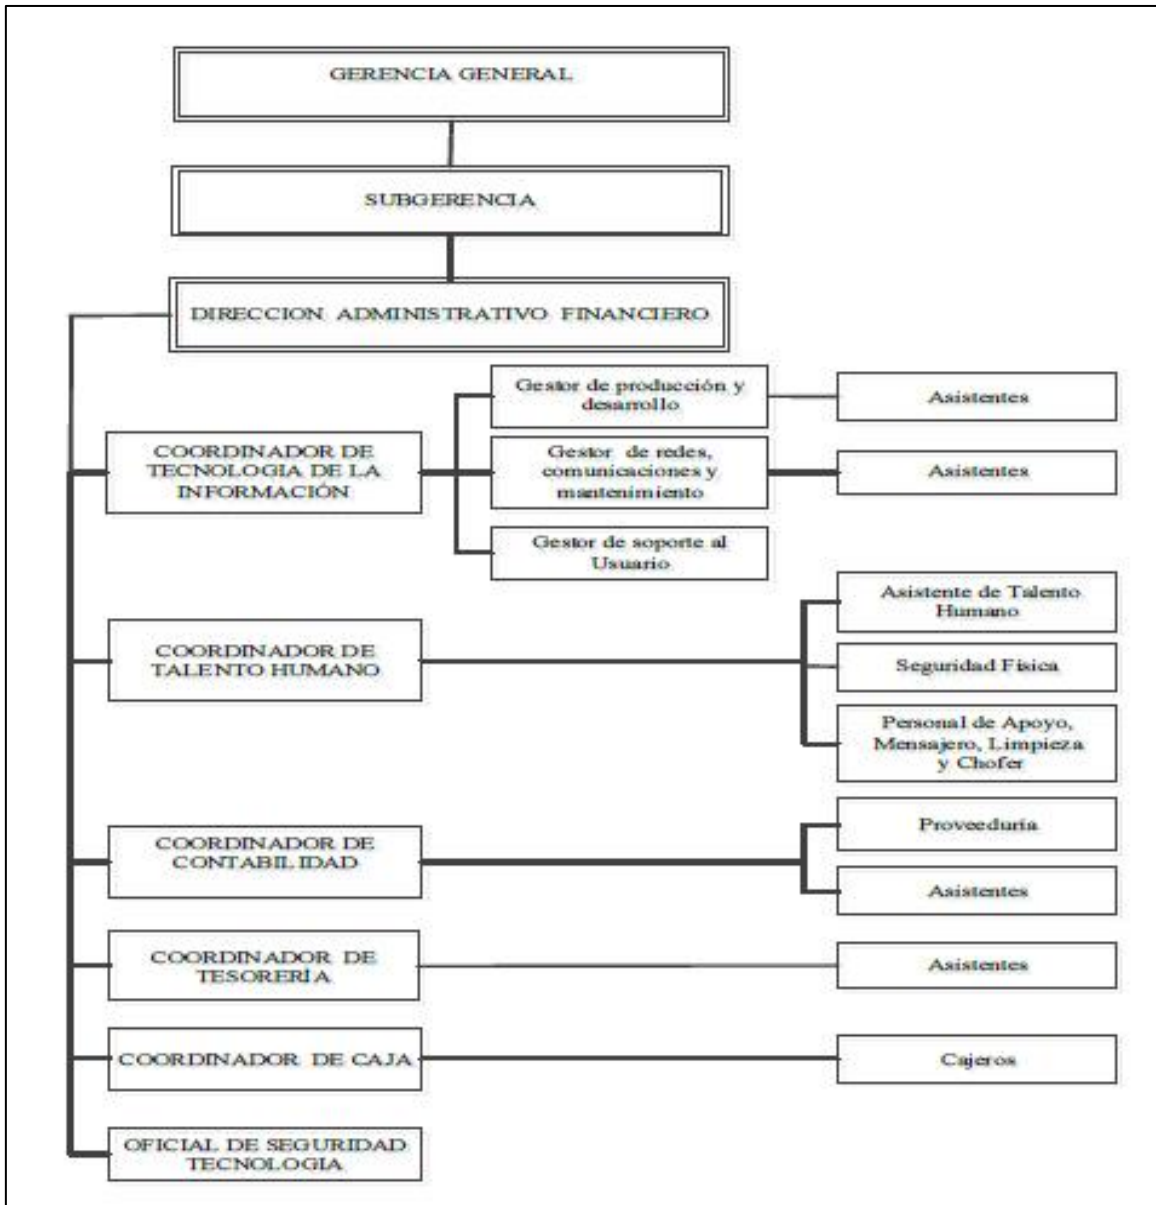 GERENCIA GENERAL
SUBGERENCIA
DIRECCION ADMINISTRATIVO FINANCIERO
Gestor de producción y
desarrollo
Asistentes
COORDINADOR DE
TECNOLOGIA DE LA
INFORMACIÓN
Gestor de redes,
comunicaciones y
mantenimiento
Asistentes
Gestor de soporte al
Usuario
COORDINADOR DE
TALENTO HUMANO
Asistente de Talento
Humano
Seguridad Física
Personal de Apoyo,
Mensajero, Limpieza
y Chofer
COORDINADOR DE
CONTABILIDAD
Proveeduría
Asistentes
COORDINADOR DE
TESORERÍA
Asistentes
COORDINADOR DE CAJA
Cajeros
OFICIAL DE SEGURIDAD
TECNOLOGIA